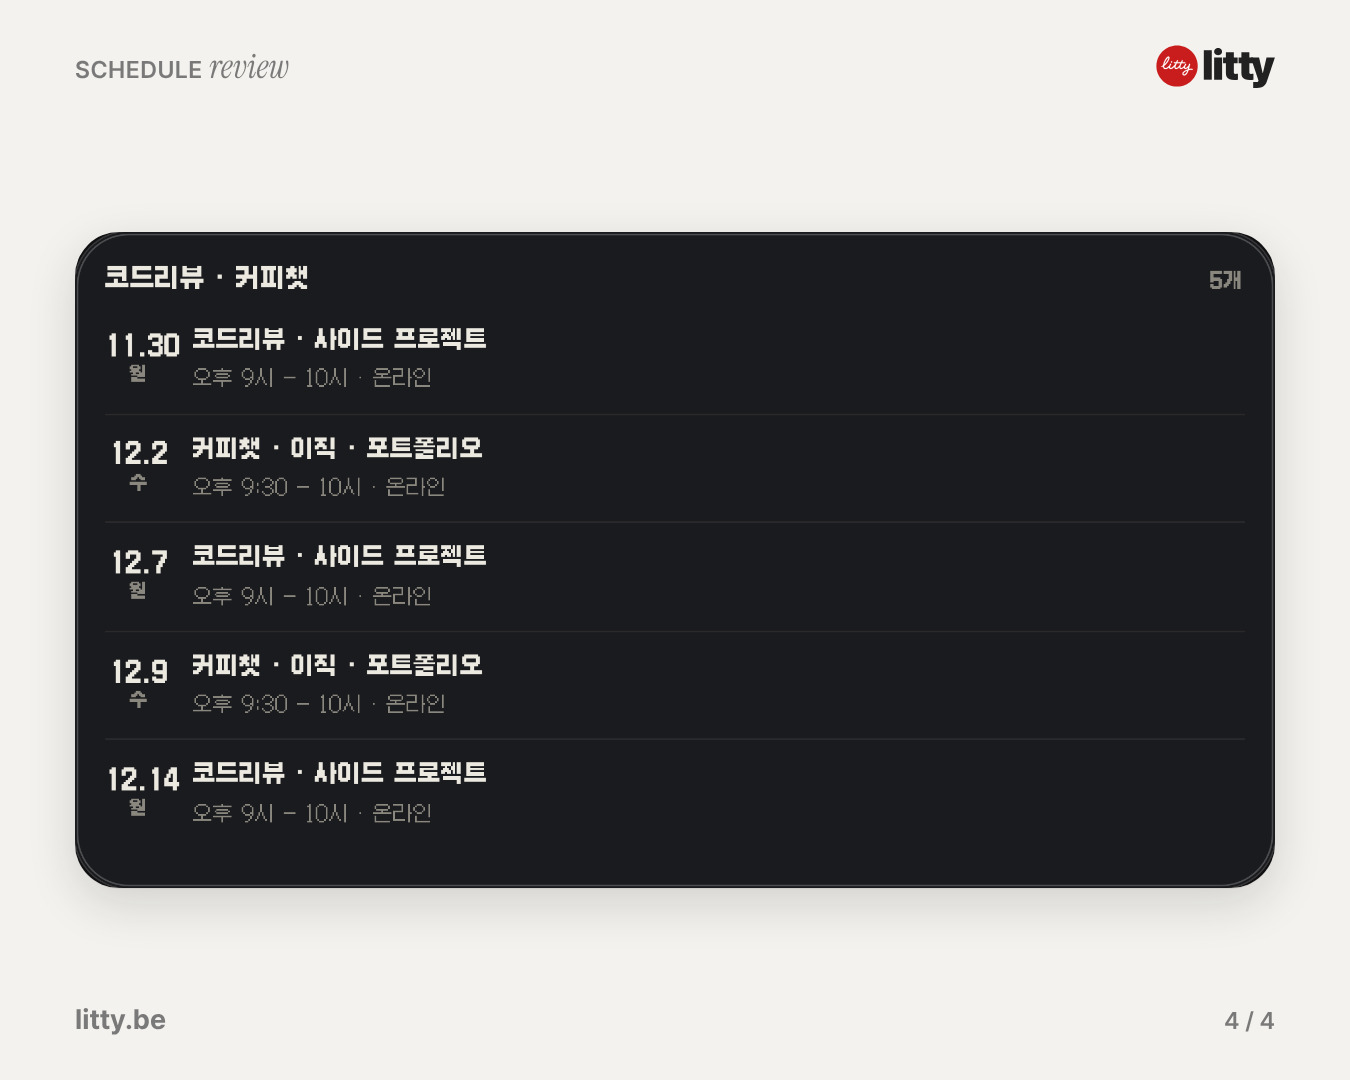 SCHEDULE review
litty litty
코드리뷰 · 커피챗
5개
11.30 코드리뷰 · 사이드 프로젝트
월 오후 9시 – 10시 · 온라인
12.2 커피챗 · 이직 · 포트폴리오
수 오후 9:30 – 10시 · 온라인
12.7 코드리뷰 · 사이드 프로젝트
월 오후 9시 – 10시 · 온라인
12.9 커피챗 · 이직 · 포트폴리오
수 오후 9:30 – 10시 · 온라인
12.14 코드리뷰 · 사이드 프로젝트
월 오후 9시 – 10시 · 온라인
litty.be
4 / 4